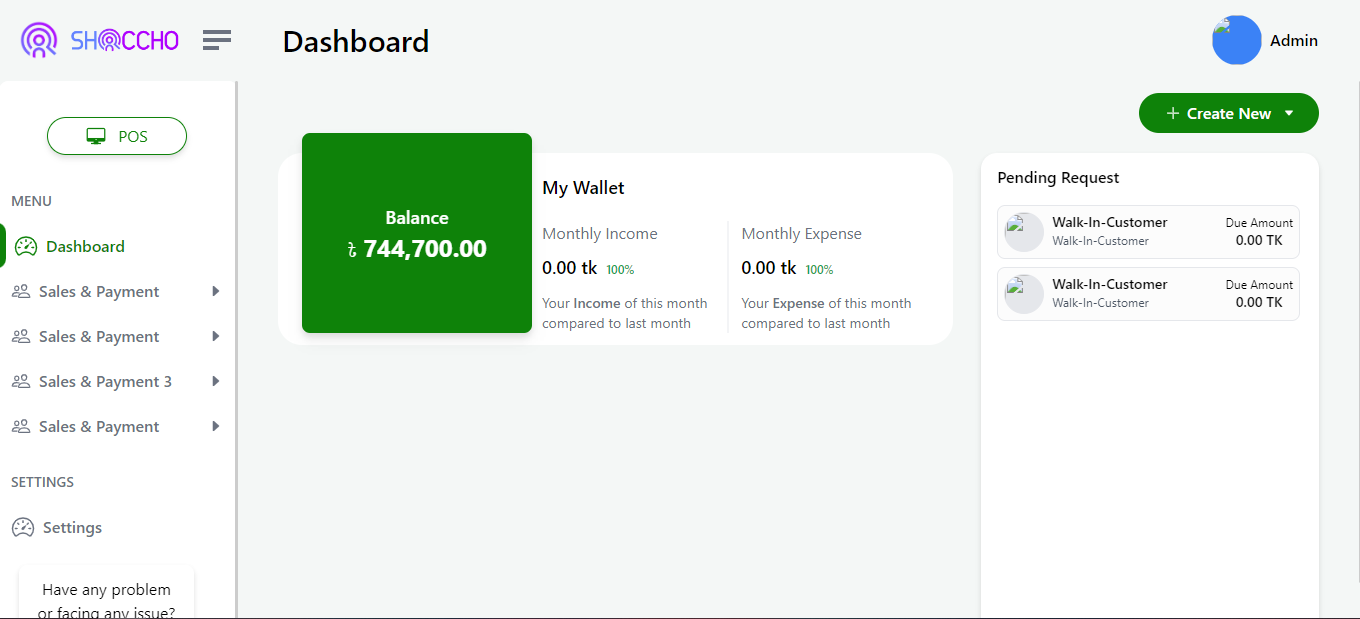 SHOCCHO
Dashboard
Admin
POS
+ Create New
MENU
Dashboard
Sales & Payment
Sales & Payment
Sales & Payment 3
Sales & Payment
SETTINGS
Settings
Have any problem
or facing any issue?
Balance
৳ 744,700.00
My Wallet
Monthly Income
0.00 tk 100%
Your Income of this month
compared to last month
Monthly Expense
0.00 tk 100%
Your Expense of this month
compared to last month
Pending Request
Walk-In-Customer
Walk-In-Customer
Due Amount
0.00 TK
Walk-In-Customer
Walk-In-Customer
Due Amount
0.00 TK